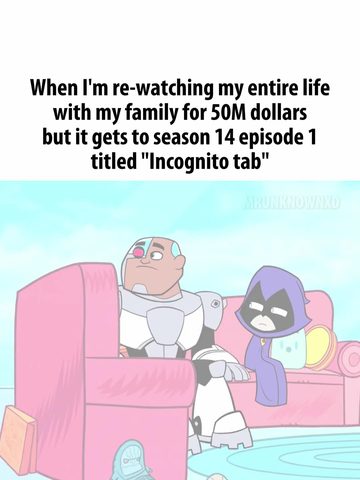 When I'm re-watching my entire life
with my family for 50M dollars
but it gets to season 14 episode 1
titled "Incognito tab"
MRUNKNOWNXD